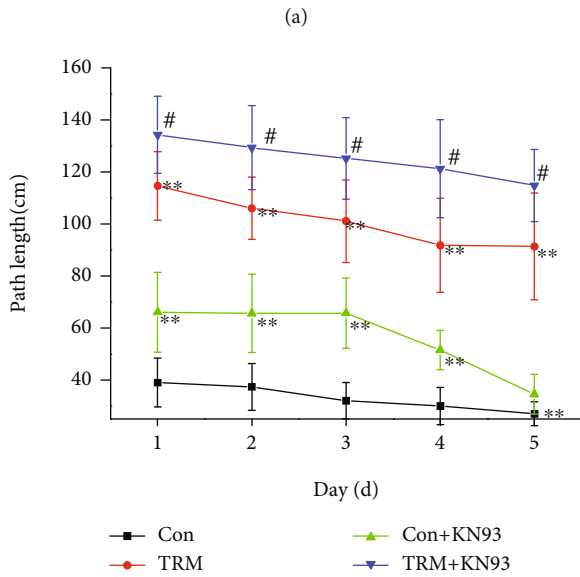 (a)
160
140
120
100
80
60
40
Path length(cm)
# # # # #
** ** ** ** **
** ** ** ** **
1 2 3 4 5
Day (d)
Con Con+KN93
TRM TRM+KN93